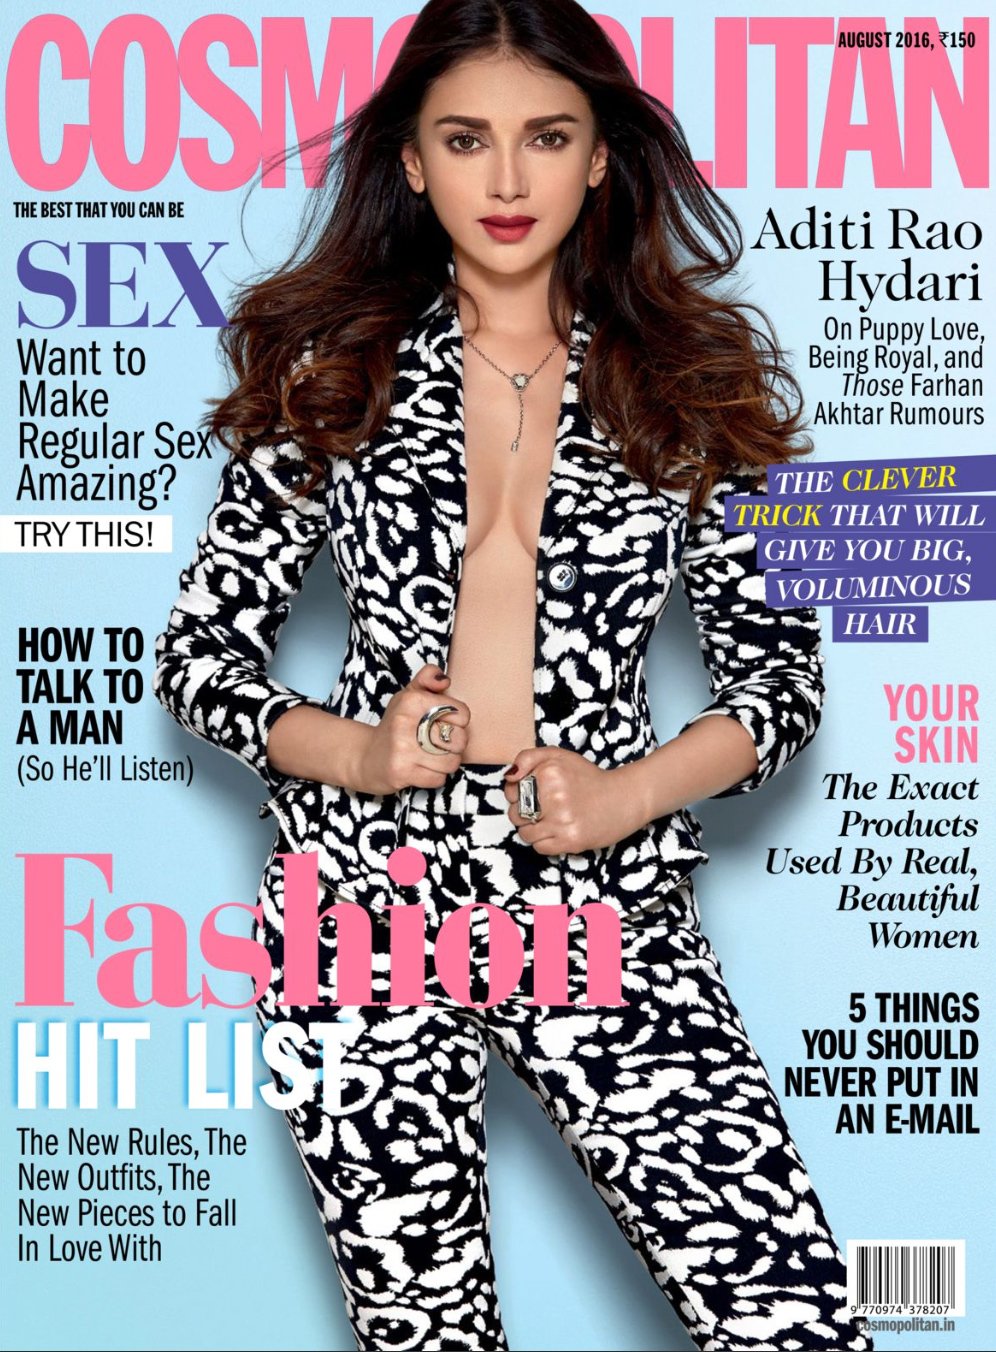 COSMOPOLITAN
AUGUST 2016, ₹150
THE BEST THAT YOU CAN BE
SEX
Want to
Make
Regular Sex
Amazing?
TRY THIS!
HOW TO
TALK TO
A MAN
(So He'll Listen)
Fashion
HIT LIST
The New Rules, The
New Outfits, The
New Pieces to Fall
In Love With
Aditi Rao
Hydari
On Puppy Love,
Being Royal, and
Those Farhan
Akhtar Rumours
THE CLEVER
TRICK THAT WILL
GIVE YOU BIG,
VOLUMINOUS
HAIR
YOUR
SKIN
The Exact
Products
Used By Real,
Beautiful
Women
5 THINGS
YOU SHOULD
NEVER PUT IN
AN E-MAIL
9 770974 378207
cosmopolitan.in